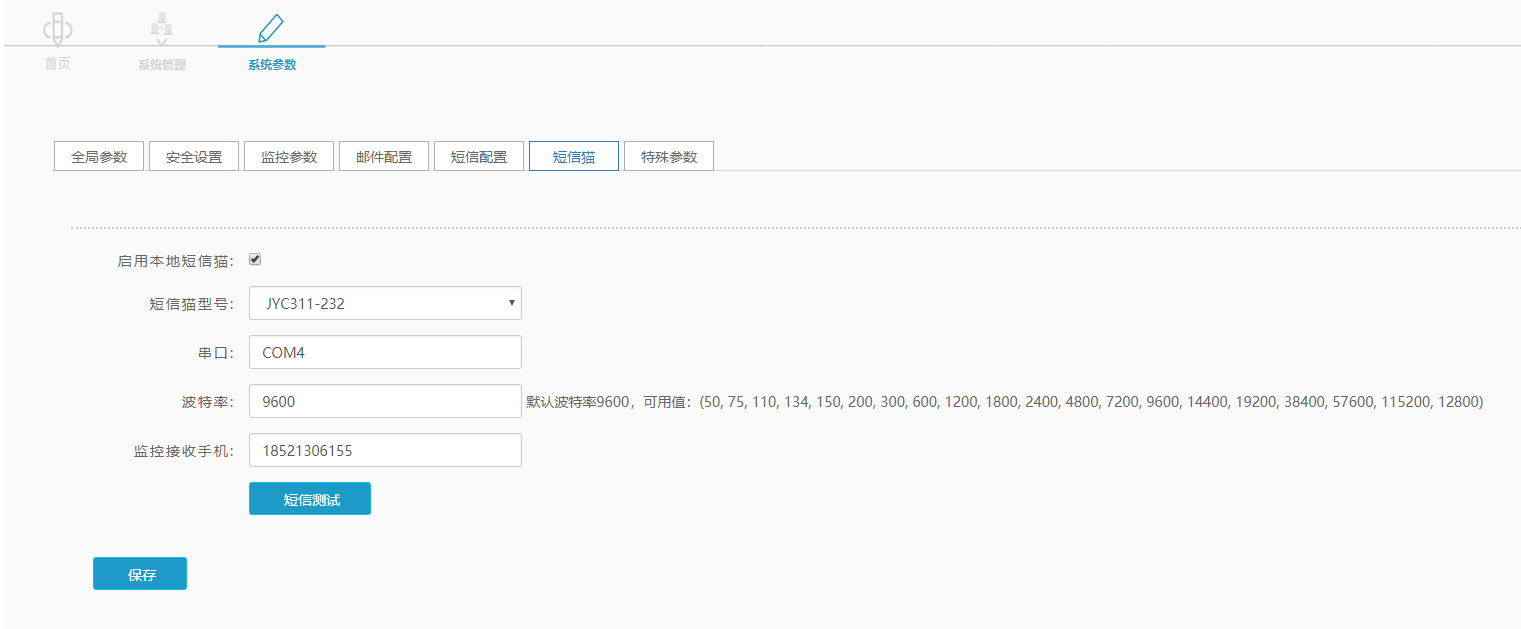 首页
系统管理
系统参数
全局参数 安全设置 监控参数 邮件配置 短信配置 短信猫 特殊参数
启用本地短信猫：
短信猫型号： JYC311-232
串口： COM4
波特率： 9600 默认波特率9600，可用值：(50, 75, 110, 134, 150, 200, 300, 600, 1200, 1800, 2400, 4800, 7200, 9600, 14400, 19200, 38400, 57600, 115200, 12800)
监控接收手机： 18521306155
短信测试
保存